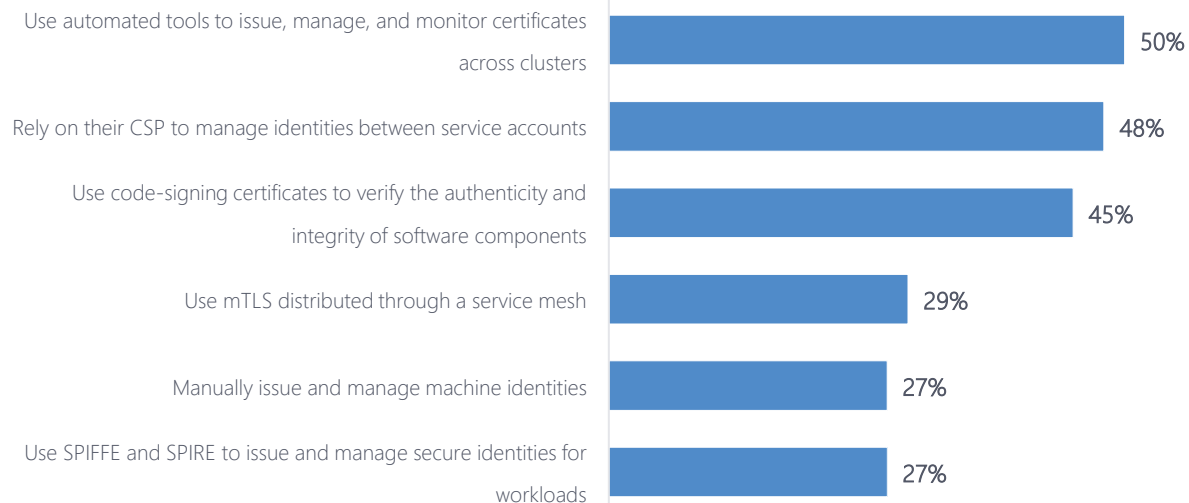 Use automated tools to issue, manage, and monitor certificates
across clusters
50%
Rely on their CSP to manage identities between service accounts
48%
Use code-signing certificates to verify the authenticity and
integrity of software components
45%
Use mTLS distributed through a service mesh
29%
Manually issue and manage machine identities
27%
Use SPIFFE and SPIRE to issue and manage secure identities for
workloads
27%